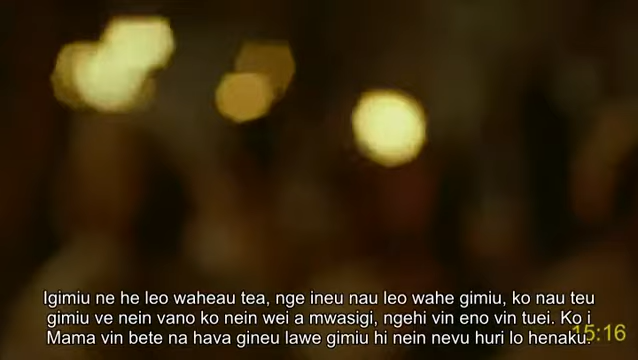 Igimiu ne he leo waheau tea, nge ineu nau leo wahe gimiu, ko nau teu
gimiu ve nein vano ko nein wei a mwasigi, ngehi vin eno vin tuei. Ko i
Mama vin bete na hava gineu lawe gimiu hi nein nevu huri lo henaku.
15:16